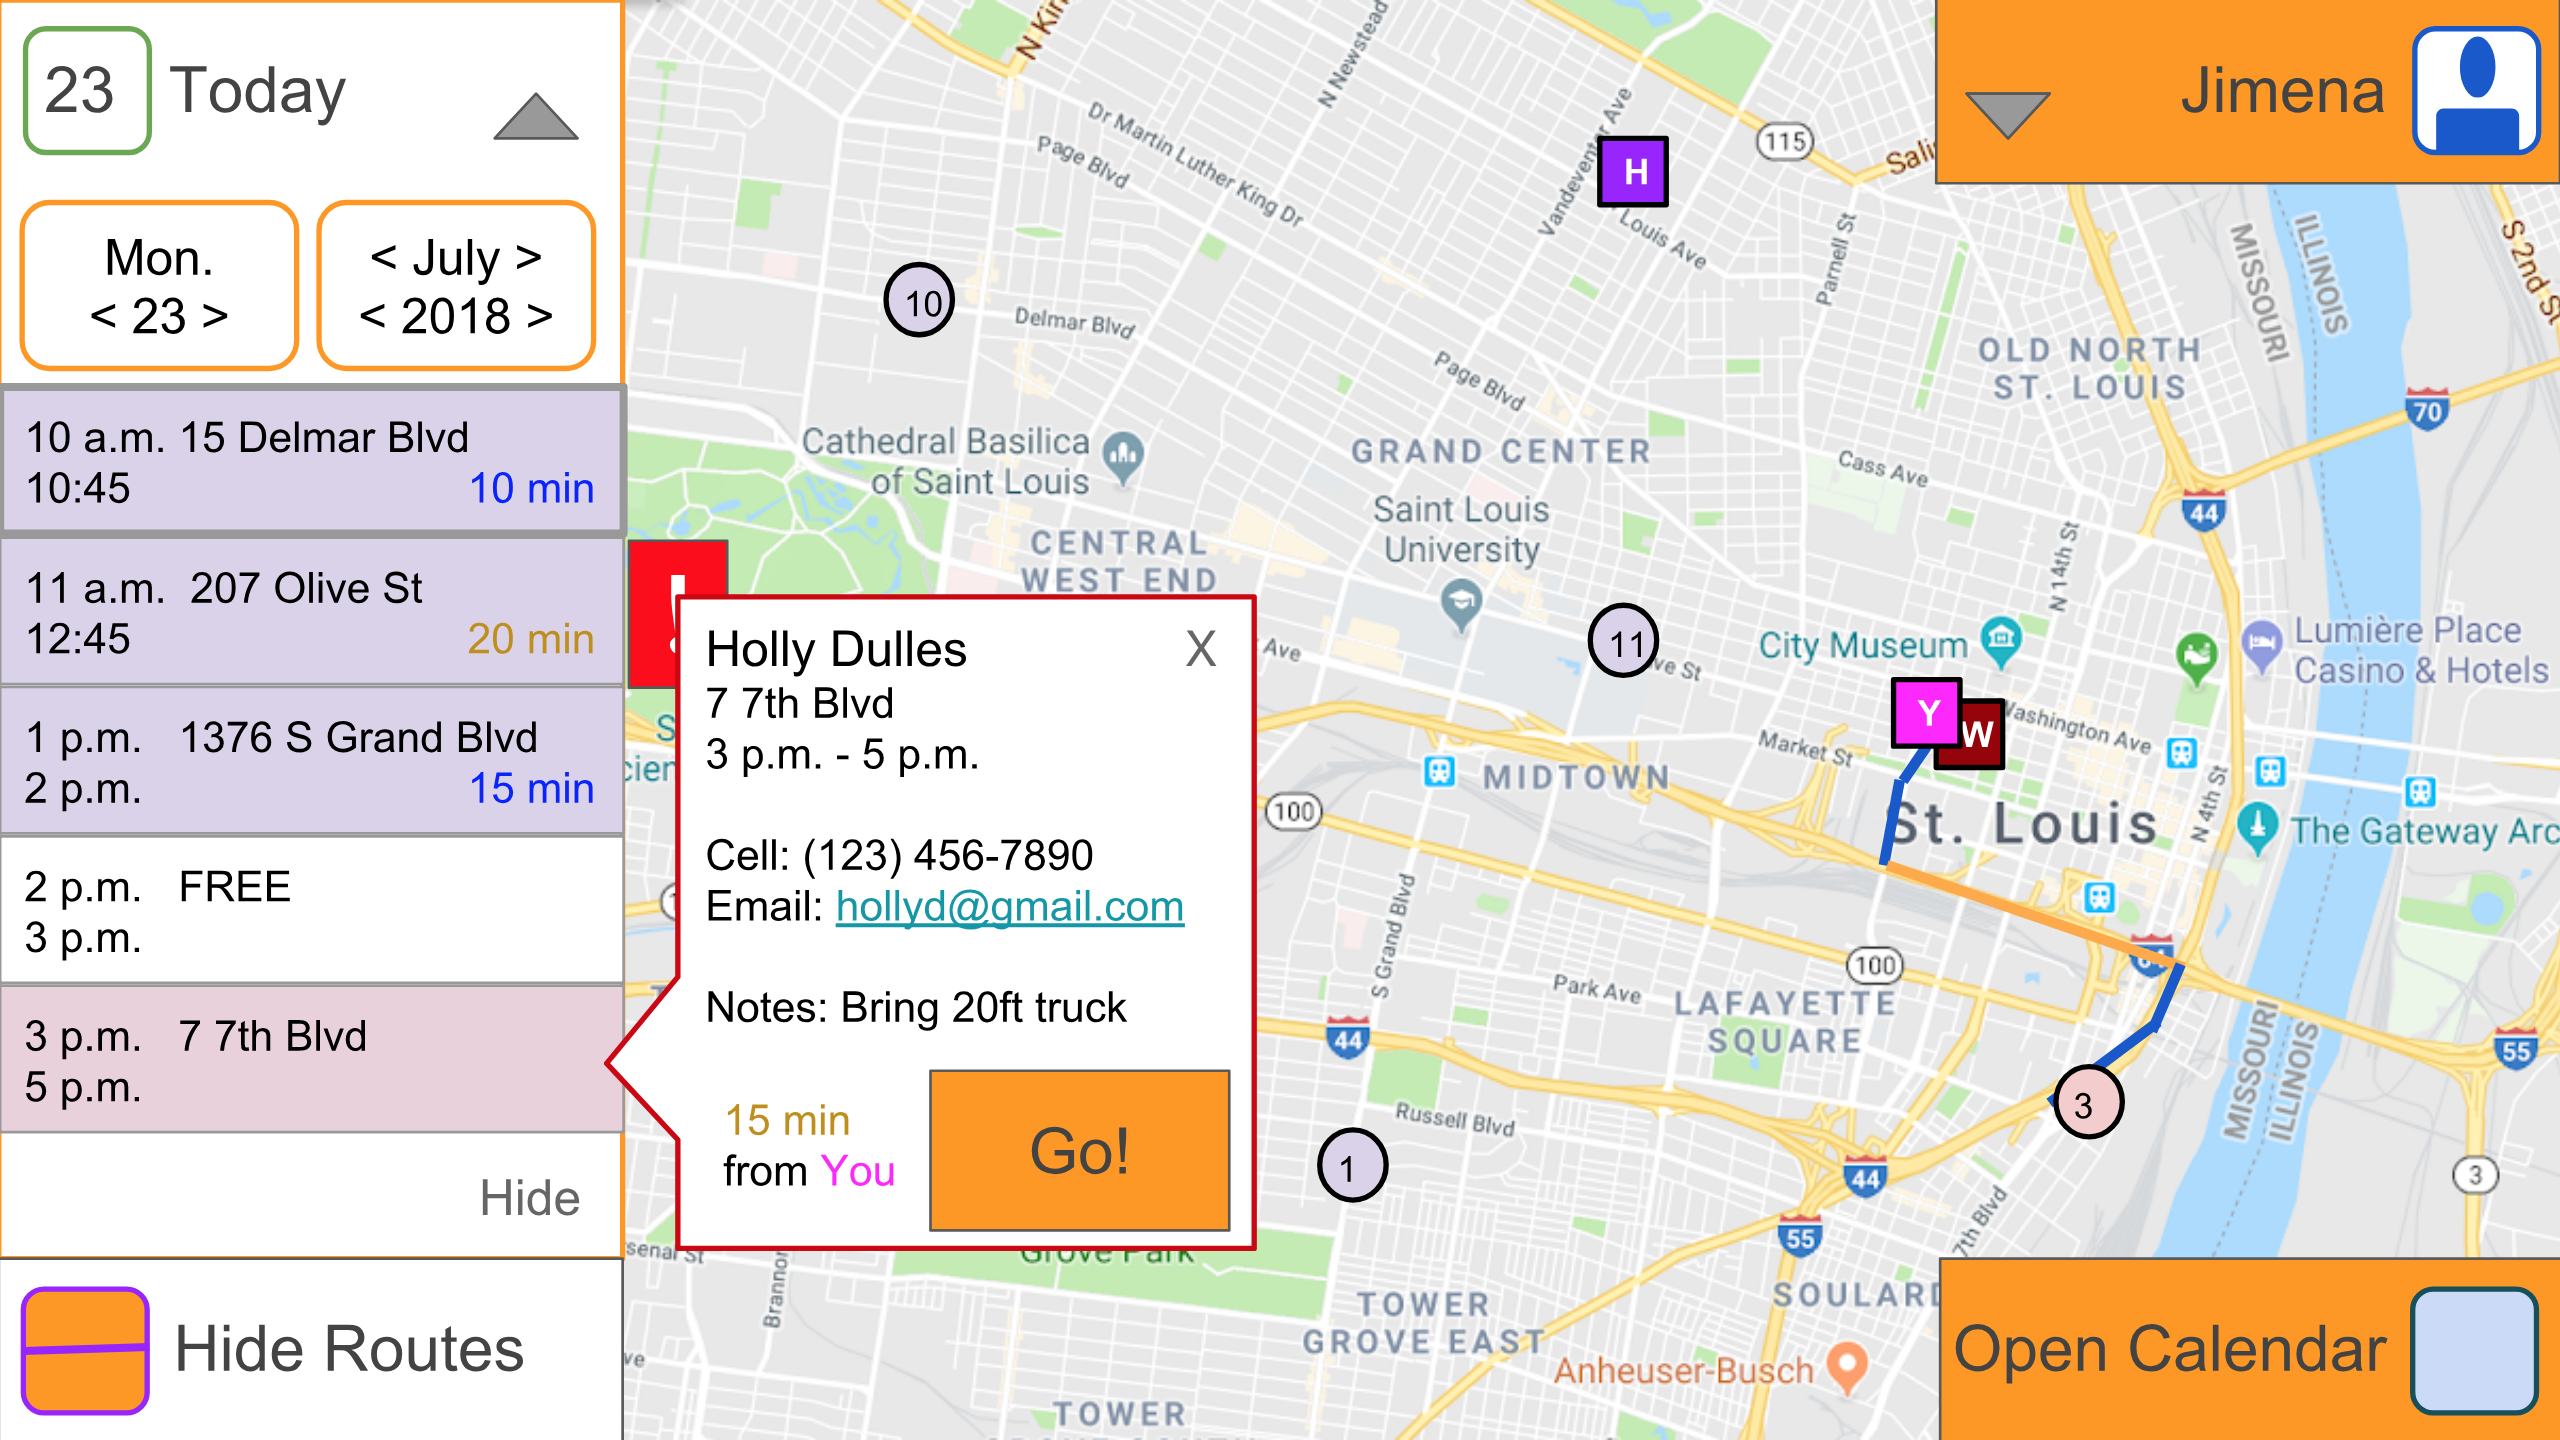 23 Today
Mon.
< 23 >
< July >
< 2018 >
10 a.m. 15 Delmar Blvd
10:45 10 min
11 a.m. 207 Olive St
12:45 20 min
1 p.m. 1376 S Grand Blvd
2 p.m. 15 min
2 p.m. FREE
3 p.m.
3 p.m. 7 7th Blvd
5 p.m.
Hide
Hide Routes
!
Holly Dulles X
7 7th Blvd
3 p.m. - 5 p.m.
Cell: (123) 456-7890
Email: hollyd@gmail.com
Notes: Bring 20ft truck
15 min
from You
Go!
Jimena
Open Calendar
N Kin
N Newstead
Dr Martin Luther King Dr
Page Blvd
Vandeventer Ave
H
Louis Ave
115
Sali
Parnell St
MISSOURI
ILLINOIS
S 2nd St
10
Delmar Blvd
Page Blvd
OLD NORTH
ST. LOUIS
70
Cathedral Basilica
of Saint Louis
GRAND CENTER
Cass Ave
Saint Louis
University
44
CENTRAL
WEST END
N 14th St
11
ve St
Ave
City Museum
Lumière Place
Casino & Hotels
Y
W
Washington Ave
Market St
MIDTOWN
100
St. Louis
N 4th St
The Gateway Arc
S
cien
S Grand Blvd
64
100
Park Ave
LAFAYETTE
SQUARE
44
MISSOURI
ILLINOIS
55
3
Russell Blvd
1
44
3
55
7th Blvd
senal St
Grove Park
Brannon
SOULARD
TOWER
GROVE EAST
ve
Anheuser-Busch
TOWER